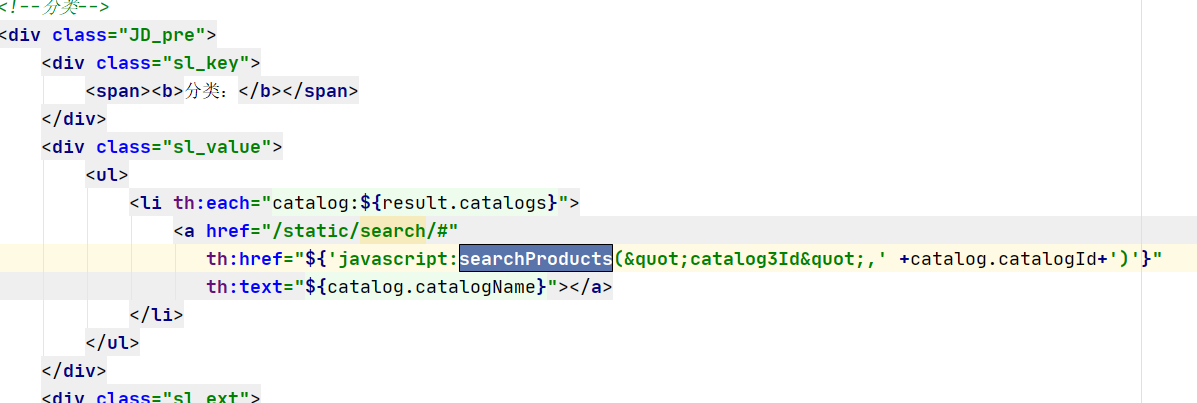 <!--分类-->
<div class="JD_pre">
<div class="sl_key">
<span><b>分类：</b></span>
</div>
<div class="sl_value">
<ul>
<li th:each="catalog:${result.catalogs}">
<a href="/static/search/#"
th:href="${'javascript:searchProducts(&quot;catalog3Id&quot;,' +catalog.catalogId+')'}"
th:text="${catalog.catalogName}"></a>
</li>
</ul>
</div>
<div class="sl_ext">